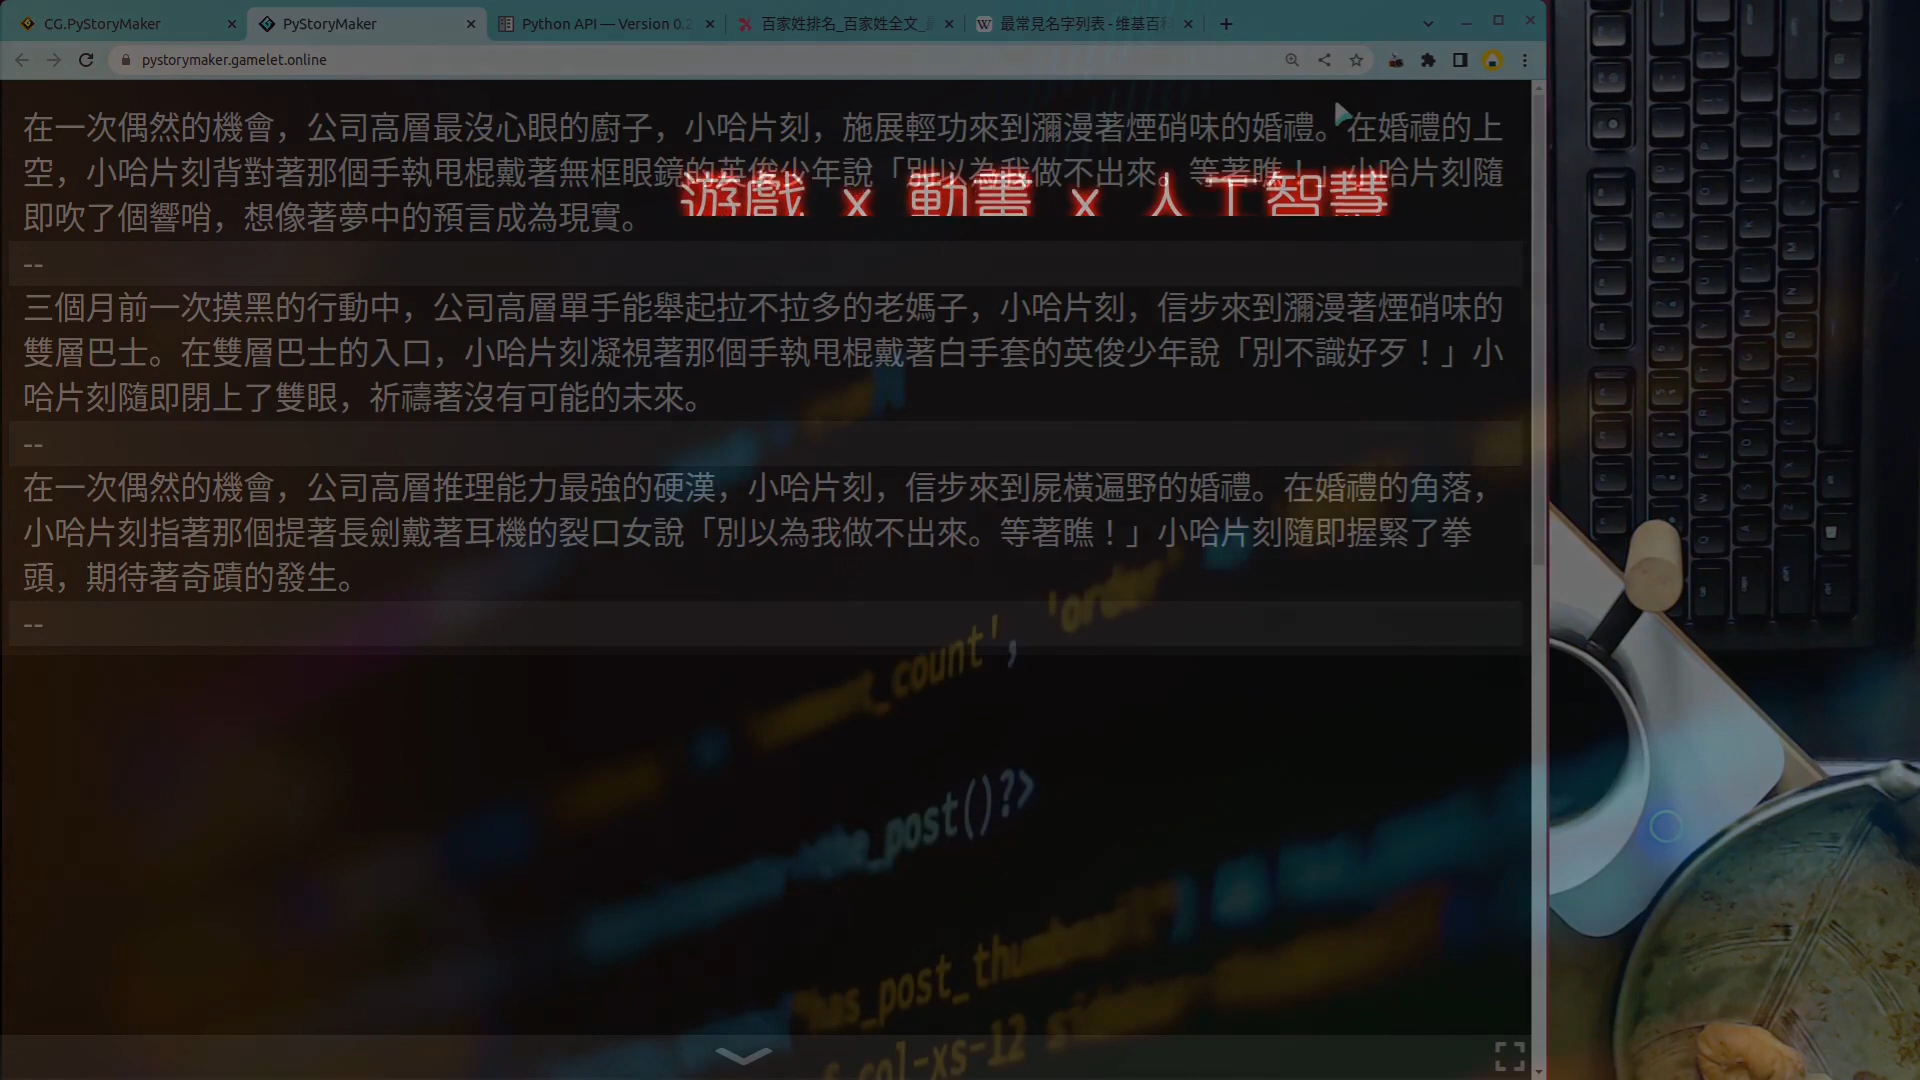 CG.PyStoryMaker
PyStoryMaker
Python API — Version 0.2
百家姓排名_百家姓全文_
最常見名字列表 - 维基百科
pystorymaker.gamelet.online
在一次偶然的機會，公司高層最沒心眼的廚子，小哈片刻，施展輕功來到瀰漫著煙硝味的婚禮。在婚禮的上
空，小哈片刻背對著那個手執甩棍戴著無框眼鏡的英俊少年說「別以為我做不出來。等著瞧！」小哈片刻隨
遊戲 x 動畫 x 人工智慧
即吹了個響哨，想像著夢中的預言成為現實。
--
三個月前一次摸黑的行動中，公司高層單手能舉起拉不拉多的老媽子，小哈片刻，信步來到瀰漫著煙硝味的
雙層巴士。在雙層巴士的入口，小哈片刻凝視著那個手執甩棍戴著白手套的英俊少年說「別不識好歹！」小
哈片刻隨即閉上了雙眼，祈禱著沒有可能的未來。
--
在一次偶然的機會，公司高層推理能力最強的硬漢，小哈片刻，信步來到屍橫遍野的婚禮。在婚禮的角落，
小哈片刻指著那個提著長劍戴著耳機的裂口女說「別以為我做不出來。等著瞧！」小哈片刻隨即握緊了拳
頭，期待著奇蹟的發生。
--
_count', 'order'
_post()?>
has_post_thumbnail()
col-xs-12